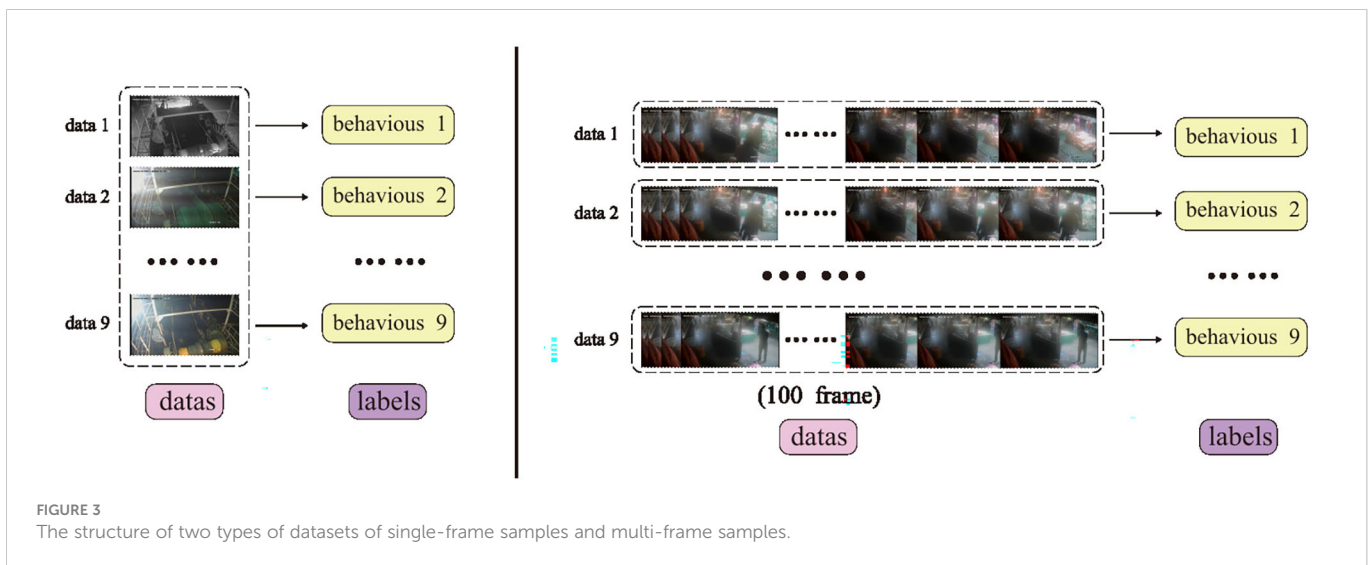 data 1
behavious 1
data 2
behavious 2
data 9
behavious 9
datas
labels
data 1
behavious 1
data 2
behavious 2
data 9
behavious 9
(100 frame)
datas
labels
FIGURE 3
The structure of two types of datasets of single-frame samples and multi-frame samples.